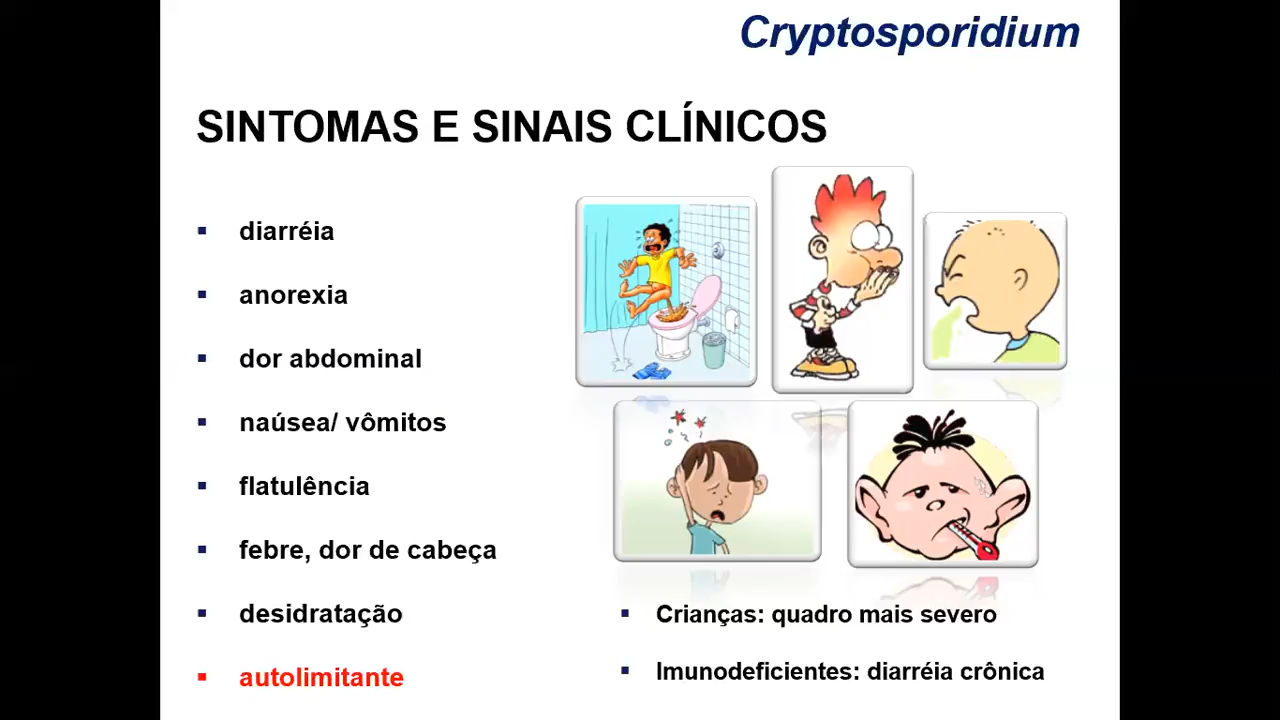 Cryptosporidium
SINTOMAS E SINAIS CLÍNICOS
diarréia
anorexia
dor abdominal
naúsea/ vômitos
flatulência
febre, dor de cabeça
desidratação
autolimitante
Crianças: quadro mais severo
Imunodeficientes: diarréia crônica